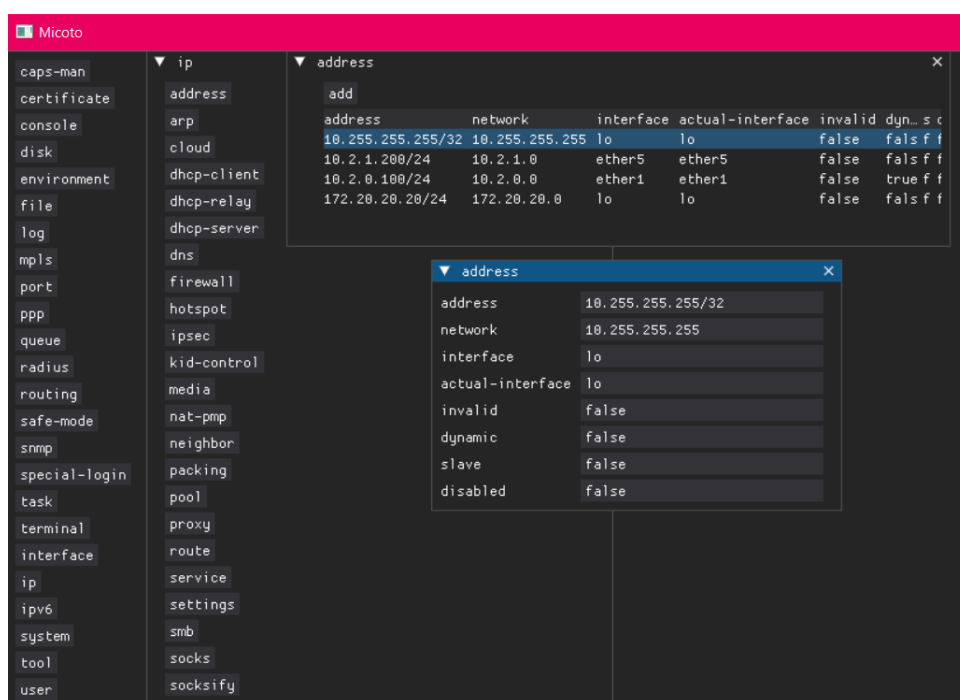 Micoto
caps-man
certificate
console
disk
environment
file
log
mpls
port
ppp
queue
radius
routing
safe-mode
snmp
special-login
task
terminal
interface
ip
ipv6
system
tool
user
ip
address
arp
cloud
dhcp-client
dhcp-relay
dhcp-server
dns
firewall
hotspot
ipsec
kid-control
media
nat-pmp
neighbor
packing
pool
proxy
route
service
settings
smb
socks
socksify
address
add
address network interface actual-interface invalid dyn… s
10.255.255.255/32 10.255.255.255 lo lo false fals f f
10.2.1.200/24 10.2.1.0 ether5 ether5 false fals f f
10.2.0.100/24 10.2.0.0 ether1 ether1 false true f f
172.20.20.20/24 172.20.20.0 lo lo false fals f f
address
address 10.255.255.255/32
network 10.255.255.255
interface lo
actual-interface lo
invalid false
dynamic false
slave false
disabled false